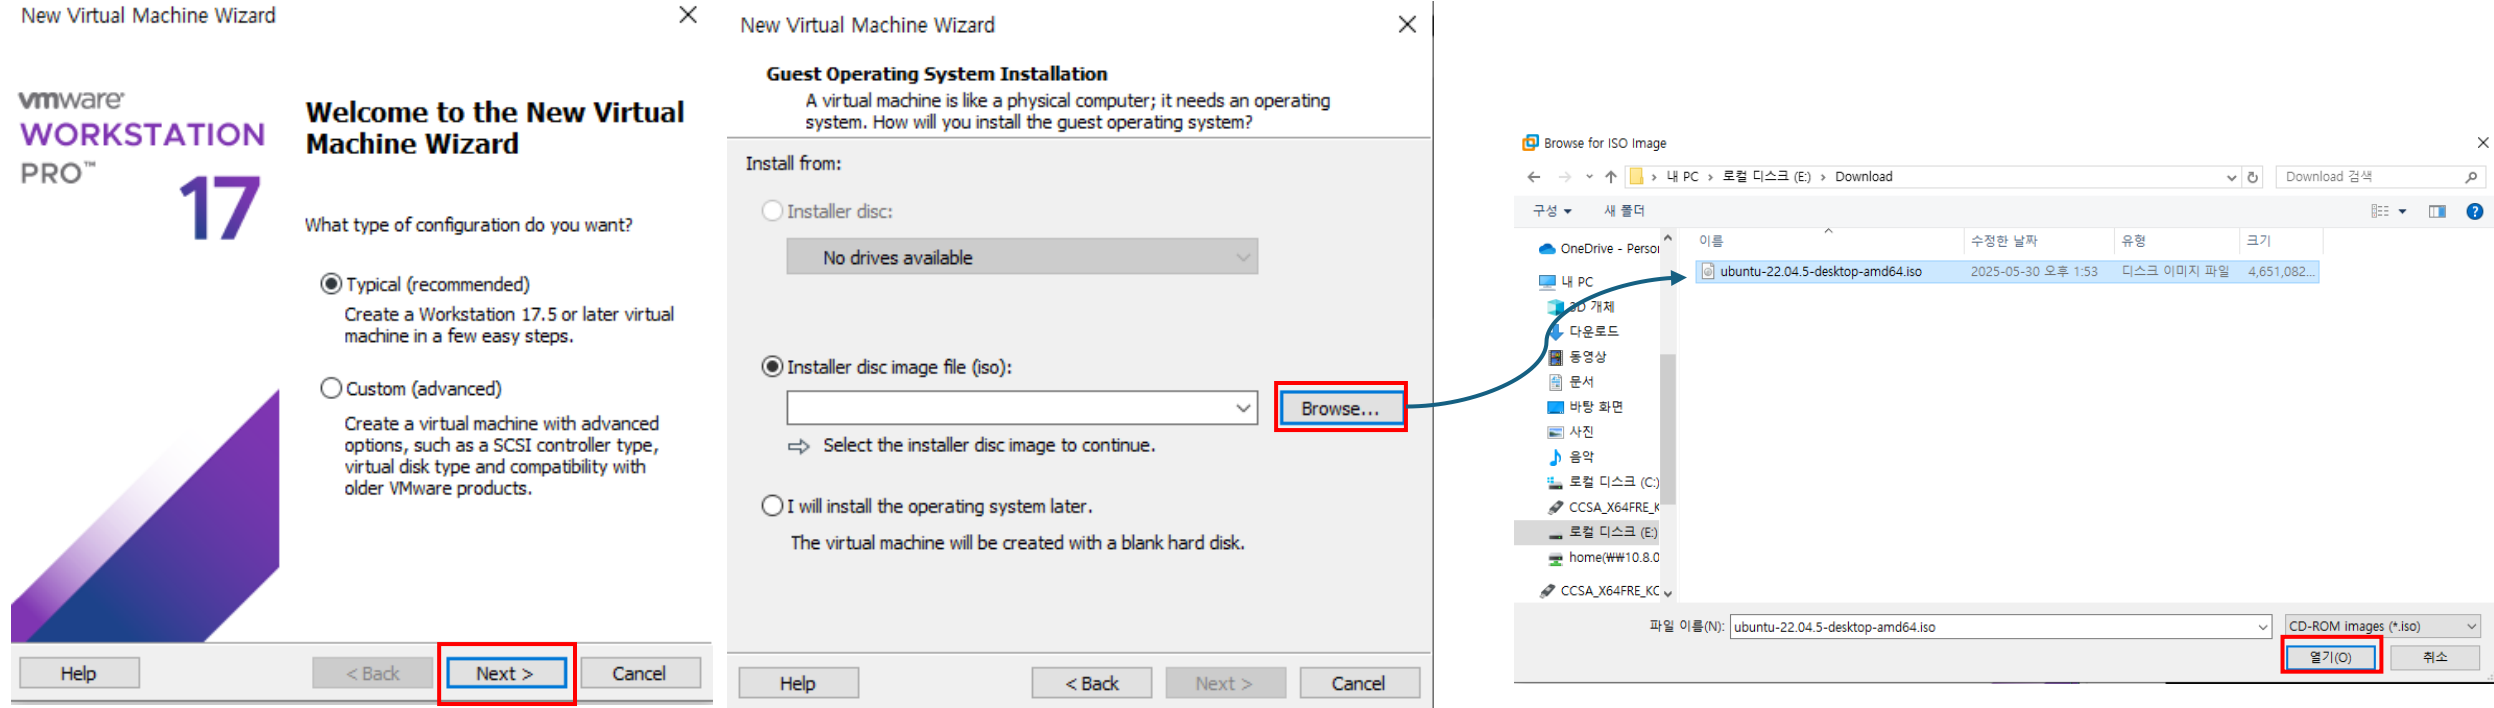 New Virtual Machine Wizard
vmware
WORKSTATION
PRO™
17
Welcome to the New Virtual
Machine Wizard
What type of configuration do you want?
Typical (recommended)
Create a Workstation 17.5 or later virtual
machine in a few easy steps.
Custom (advanced)
Create a virtual machine with advanced
options, such as a SCSI controller type,
virtual disk type and compatibility with
older VMware products.
Help
< Back
Next >
Cancel
New Virtual Machine Wizard
Guest Operating System Installation
A virtual machine is like a physical computer; it needs an operating
system. How will you install the guest operating system?
Install from:
Installer disc:
No drives available
Installer disc image file (iso):
Browse...
Select the installer disc image to continue.
I will install the operating system later.
The virtual machine will be created with a blank hard disk.
Help
< Back
Next >
Cancel
Browse for ISO Image
내 PC > 로컬 디스크 (E:) > Download
Download 검색
구성
새 폴더
이름
수정한 날짜
유형
크기
ubuntu-22.04.5-desktop-amd64.iso
2025-05-30 오후 1:53
디스크 이미지 파일
4,651,082...
OneDrive - Person
내 PC
3D 개체
다운로드
동영상
문서
바탕 화면
사진
음악
로컬 디스크 (C:)
CCSA_X64FRE_K
로컬 디스크 (E:)
home(₩₩10.8.0
CCSA_X64FRE_KC
파일 이름(N):
ubuntu-22.04.5-desktop-amd64.iso
CD-ROM images (*.iso)
열기(O)
취소